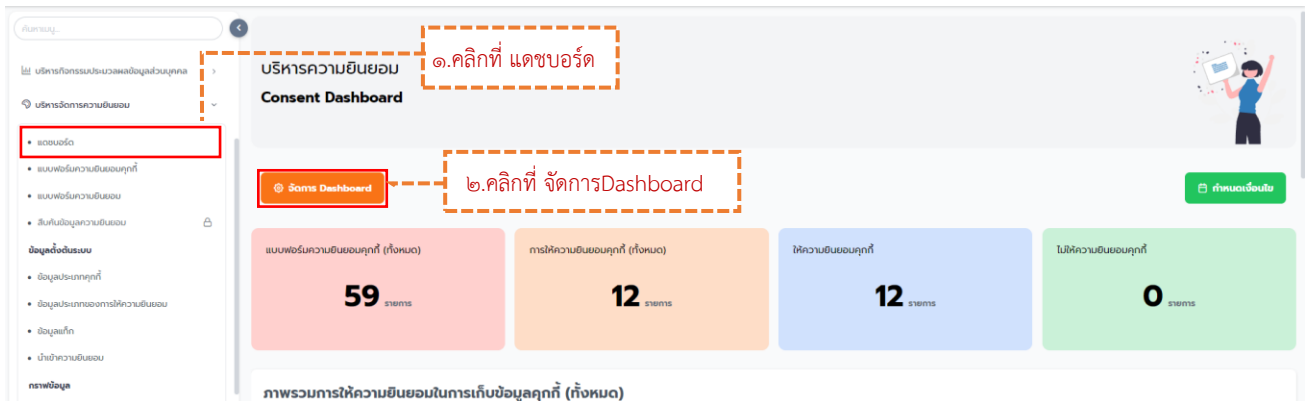 ค้นหาเมนู...
บริหารกิจกรรมประมวลผลข้อมูลส่วนบุคคล
บริหารจัดการความยินยอม
แดชบอร์ด
แบบฟอร์มความยินยอมคุกกี้
แบบฟอร์มความยินยอม
สืบค้นข้อมูลความยินยอม
ข้อมูลตั้งต้นระบบ
ข้อมูลประเภทคุกกี้
ข้อมูลประเภทของการให้ความยินยอม
ข้อมูลแท็ก
นำเข้าความยินยอม
กราฟข้อมูล
๑.คลิกที่ แดชบอร์ด
บริหารความยินยอม
Consent Dashboard
จัดการ Dashboard
๒.คลิกที่ จัดการDashboard
กำหนดเงื่อนไข
แบบฟอร์มความยินยอมคุกกี้ (ทั้งหมด)
59 รายการ
การให้ความยินยอมคุกกี้ (ทั้งหมด)
12 รายการ
ให้ความยินยอมคุกกี้
12 รายการ
ไม่ให้ความยินยอมคุกกี้
0 รายการ
ภาพรวมการให้ความยินยอมในการเก็บข้อมูลคุกกี้ (ทั้งหมด)